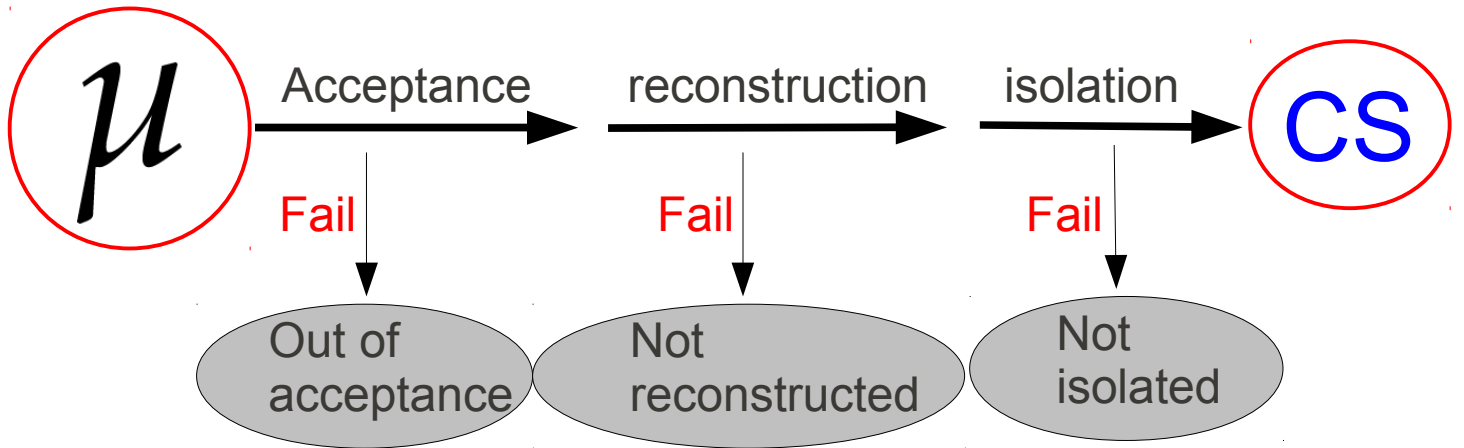 μ
Acceptance
reconstruction
isolation
CS
Fail
Fail
Fail
Out of
acceptance
Not
reconstructed
Not
isolated